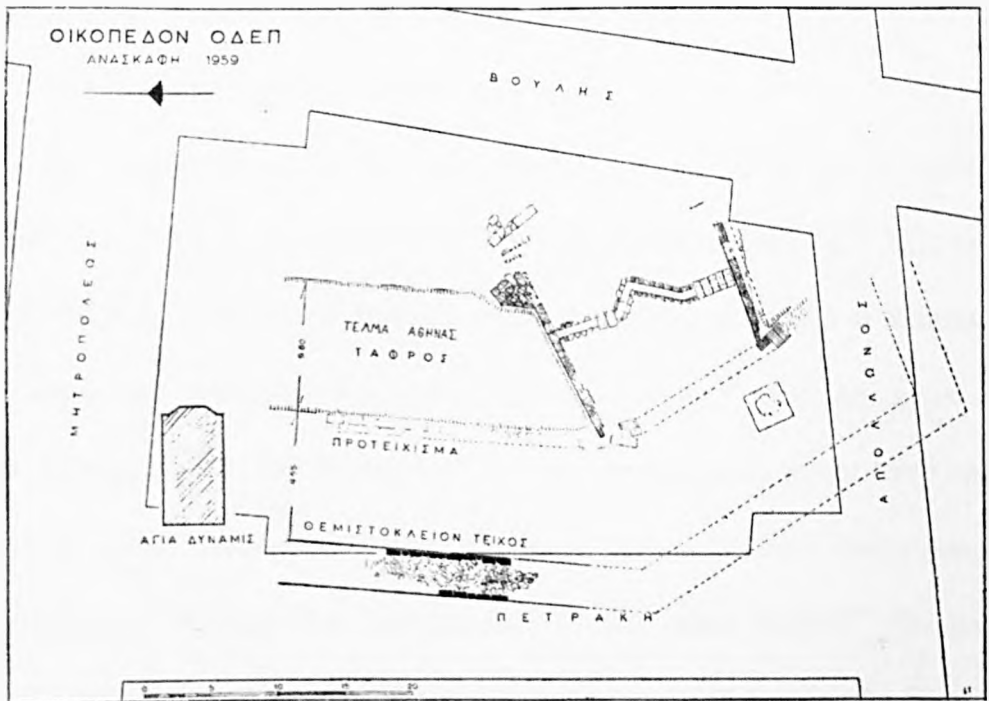 ΟΙΚΟΠΕΔΟΝ Ο.Δ.Ε.Π
ΑΝΑΣΚΑΦΗ 1959
ΒΟΥΛΗΣ
ΜΗΤΡΟΠΟΛΕΩΣ
ΤΕΛΜΑ ΑΘΗΝΑΣ
ΤΑΦΡΟΣ
ΠΡΟΤΕΙΧΙΣΜΑ
ΑΠΟΛΛΩΝΟΣ
ΑΓΙΑ ΔΥΝΑΜΙΣ
ΘΕΜΙΣΤΟΚΛΕΙΟΝ ΤΕΙΧΟΣ
ΠΕΤΡΑΚΗ
0 5 10 15 20